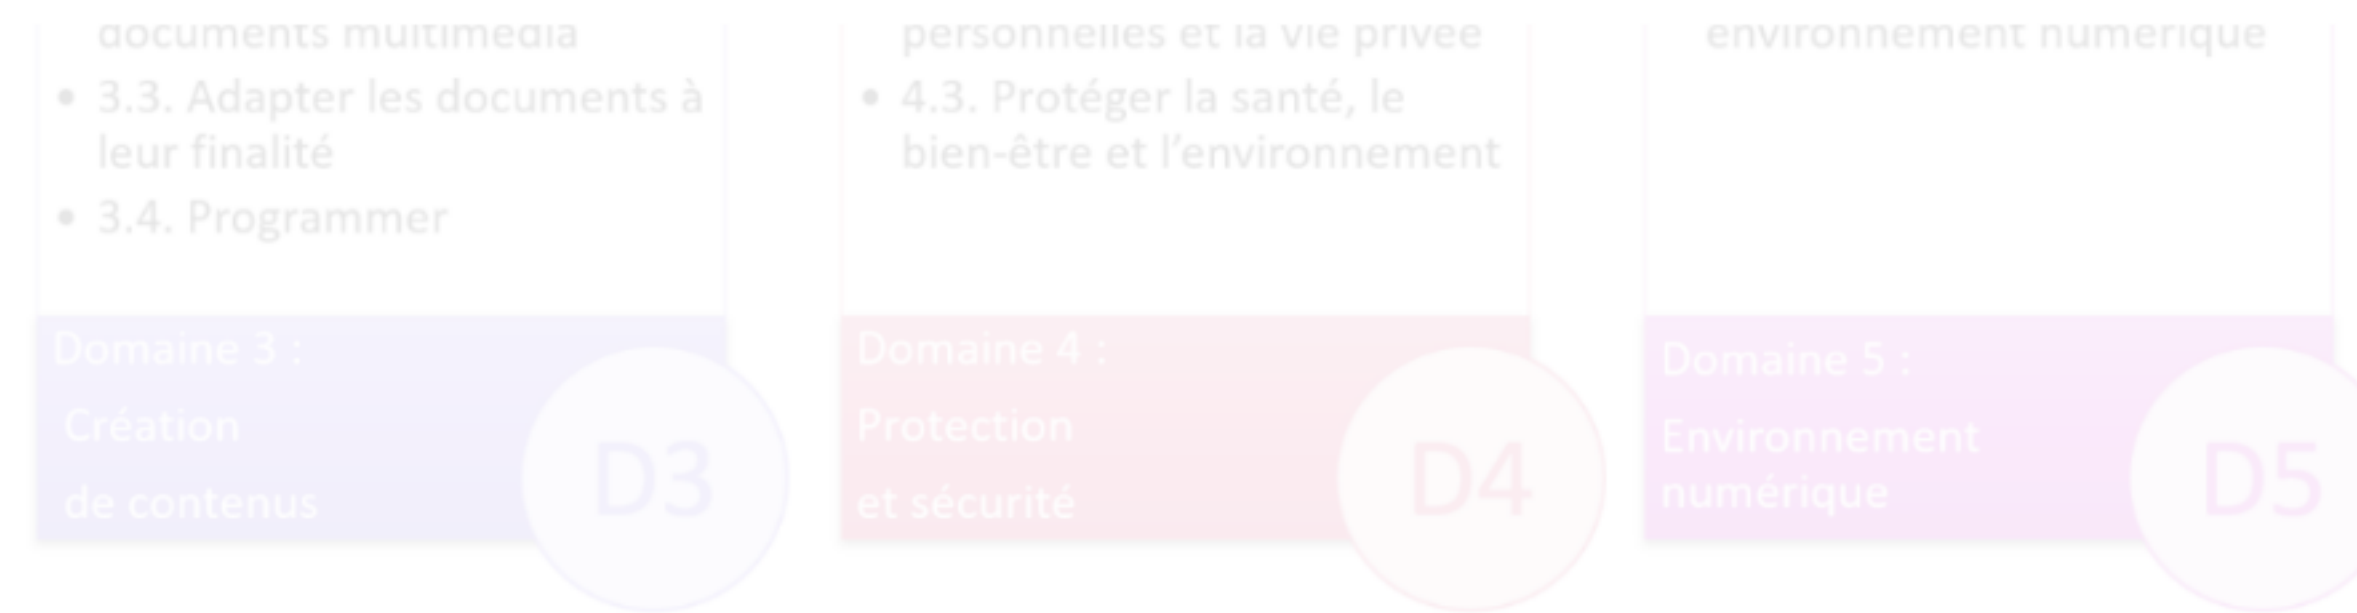 documents multimédia
• 3.3. Adapter les documents à
leur finalité
• 3.4. Programmer
Domaine 3 :
Création
de contenus
D3
personnelles et la vie privée
• 4.3. Protéger la santé, le
bien-être et l’environnement
Domaine 4 :
Protection
et sécurité
D4
environnement numérique
Domaine 5 :
Environnement
numérique
D5